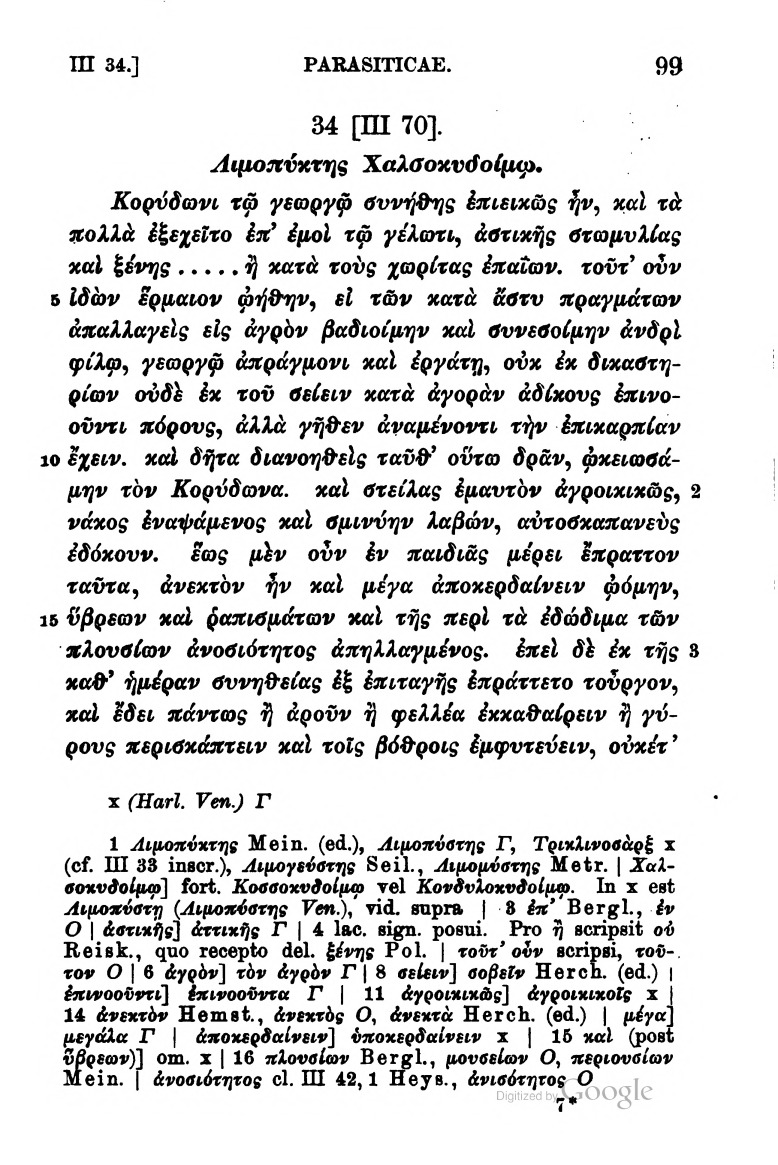 III 34.] PARASITICAE. 99
34 [III 70].
Λιμοπύκτης Χαλσοκυδοίμῳ.
Κορύδωνι τῷ γεωργῷ συνήθης ἐπιεικῶς ἦν, καὶ τὰ
πολλὰ ἐξεχεῖτο ἐπ' ἐμοὶ τῷ γέλωτι, ἀστικῆς στωμυλίας
καὶ ξένης ..... ἢ κατὰ τοὺς χωρίτας ἐπαΐων. τοῦτ' οὖν
5 ἰδὼν ἕρμαιον ᾠήθην, εἰ τῶν κατὰ ἄστυ πραγμάτων
ἀπαλλαγεὶς εἰς ἀγρὸν βαδιοίμην καὶ συνεσοίμην ἀνδρὶ
φίλῳ, γεωργῷ ἀπράγμονι καὶ ἐργάτῃ, οὐκ ἐκ δικαστη-
ρίων οὐδὲ ἐκ τοῦ σείειν κατὰ ἀγορὰν ἀδίκους ἐπινο-
οῦντι πόρους, ἀλλὰ γῆθεν ἀναμένοντι τὴν ἐπικαρπίαν
10 ἔχειν. καὶ δῆτα διανοηθεὶς ταῦθ' οὕτω δρᾶν, ᾠκειωσά-
μην τὸν Κορύδωνα. καὶ στείλας ἐμαυτὸν ἀγροικικῶς, 2
νάκος ἐναψάμενος καὶ σμινύην λαβών, αὐτοσκαπανεὺς
ἐδόκουν. ἕως μὲν οὖν ἐν παιδιᾶς μέρει ἔπραττον
ταῦτα, ἀνεκτὸν ἦν καὶ μέγα ἀποκερδαίνειν ᾠόμην,
15 ὕβρεων καὶ ῥαπισμάτων καὶ τῆς περὶ τὰ ἐδώδιμα τῶν
πλουσίων ἀνοσιότητος ἀπηλλαγμένος. ἐπεὶ δὲ ἐκ τῆς 3
καθ' ἡμέραν συνηθείας ἐξ ἐπιταγῆς ἐπράττετο τοὖργον,
καὶ ἔδει πάντως ἢ ἀροῦν ἢ φελλέα ἐκκαθαίρειν ἢ γύ-
ρους περισκάπτειν καὶ τοῖς βόθροις ἐμφυτεύειν, οὐκέτ'
x (Harl. Ven.) Γ
1 Λιμοπύκτης Mein. (ed.), Λιμοπύστης Γ, Τρικλινοσὰρξ x
(cf. III 33 inscr.), Λιμογεύστης Seil., Λιμομύστης Metr. | Χαλ-
σοκυδοίμῳ] fort. Κοσσοκυδοίμῳ vel Κονδυλοκυδοίμῳ. In x est
Λιμοπύστῃ (Λιμοπύστης Ven.), vid. supra | 3 ἐπ' Bergl., ἐν
O | ἀστικῆς] ἀττικῆς Γ | 4 lac. sign. posui. Pro ἢ scripsit οὐ
Reisk., quo recepto del. ξένης Pol. | τοῦτ' οὖν scripsi, τοῦ-
τον O | 6 ἀγρὸν] τὸν ἀγρὸν Γ | 8 σείειν] σοβεῖν Herch. (ed.) |
ἐπινοοῦντι] ἐπινοοῦντα Γ | 11 ἀγροικικῶς] ἀγροικικοῖς x |
14 ἀνεκτὸν Hemst., ἀνεκτὸς O, ἀνεκτὰ Herch. (ed.) | μέγα]
μεγάλα Γ | ἀποκερδαίνειν] ὑποκερδαίνειν x | 15 καὶ (post
ὕβρεων)] om. x | 16 πλουσίων Bergl., μουσείων O, περιουσίων
Mein. | ἀνοσιότητος cl. III 42, 1 Heys., ἀνισότητος O
Digitized by Google
7*